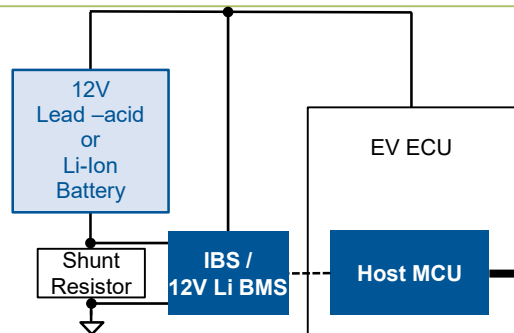 12V
Lead –acid
or
Li-Ion
Battery
EV ECU
Shunt
Resistor
IBS /
12V Li BMS
Host MCU